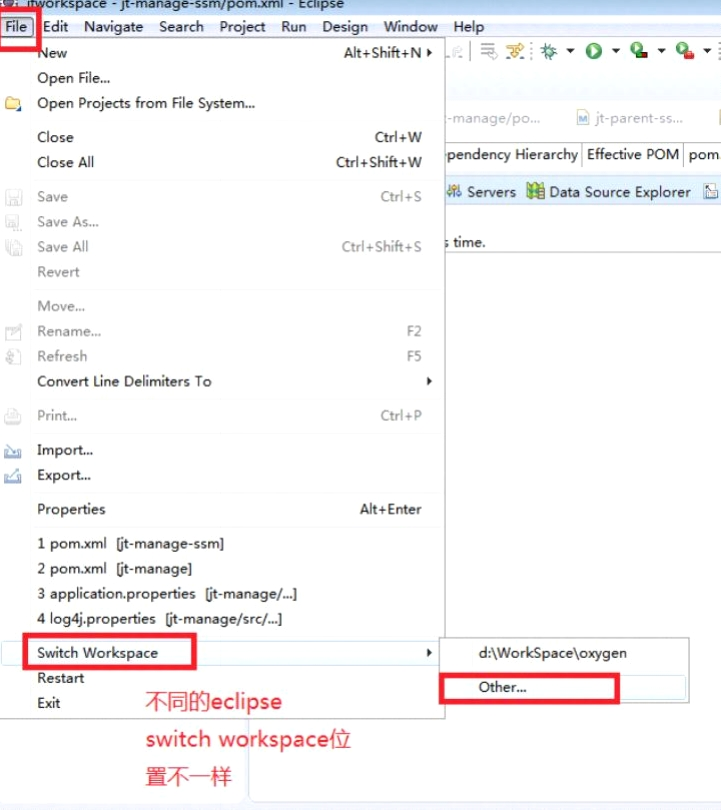 itworkspace - jt-manage-ssm/pom.xml - Eclipse
File Edit Navigate Search Project Run Design Window Help
New Alt+Shift+N
Open File...
Open Projects from File System...
-manage/po... jt-parent-ss...
Close Ctrl+W
pendency Hierarchy Effective POM pom.
Close All Ctrl+Shift+W
Save Ctrl+S
Servers Data Source Explorer
Save As...
Save All Ctrl+Shift+S
s time.
Revert
Move...
Rename... F2
Refresh F5
Convert Line Delimiters To
Print... Ctrl+P
Import...
Export...
Properties Alt+Enter
1 pom.xml [jt-manage-ssm]
2 pom.xml [jt-manage]
3 application.properties [jt-manage/...]
4 log4j.properties [jt-manage/src/...]
Switch Workspace
d:\WorkSpace\oxygen
Restart
Other...
Exit
不同的eclipse
switch workspace位
置不一样